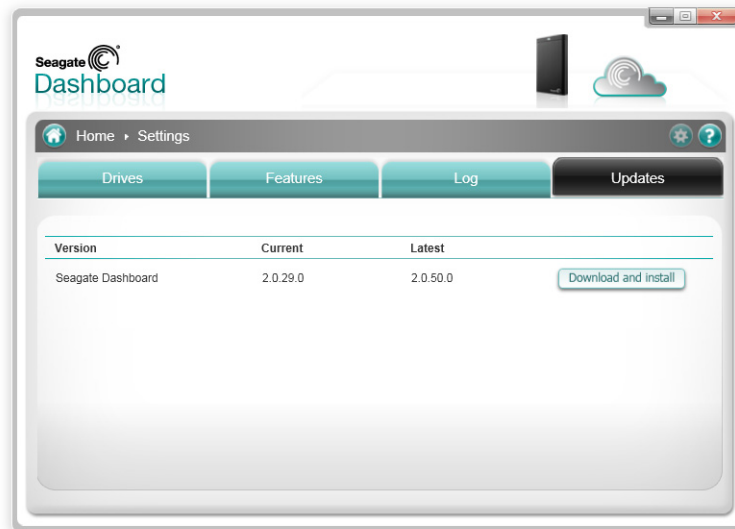 Seagate
Dashboard
Home ▸ Settings
?
Drives Features Log Updates
Version Current Latest
Seagate Dashboard 2.0.29.0 2.0.50.0 Download and install